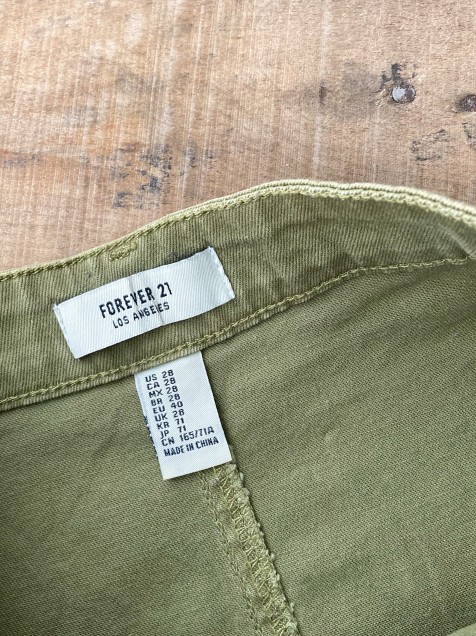 FOREVER 21
LOS ANGELES
US 28
CA 28
MX 28
BR 28
EU 40
UK 28
KR 71
JP 71
CN 165/71A
MADE IN CHINA